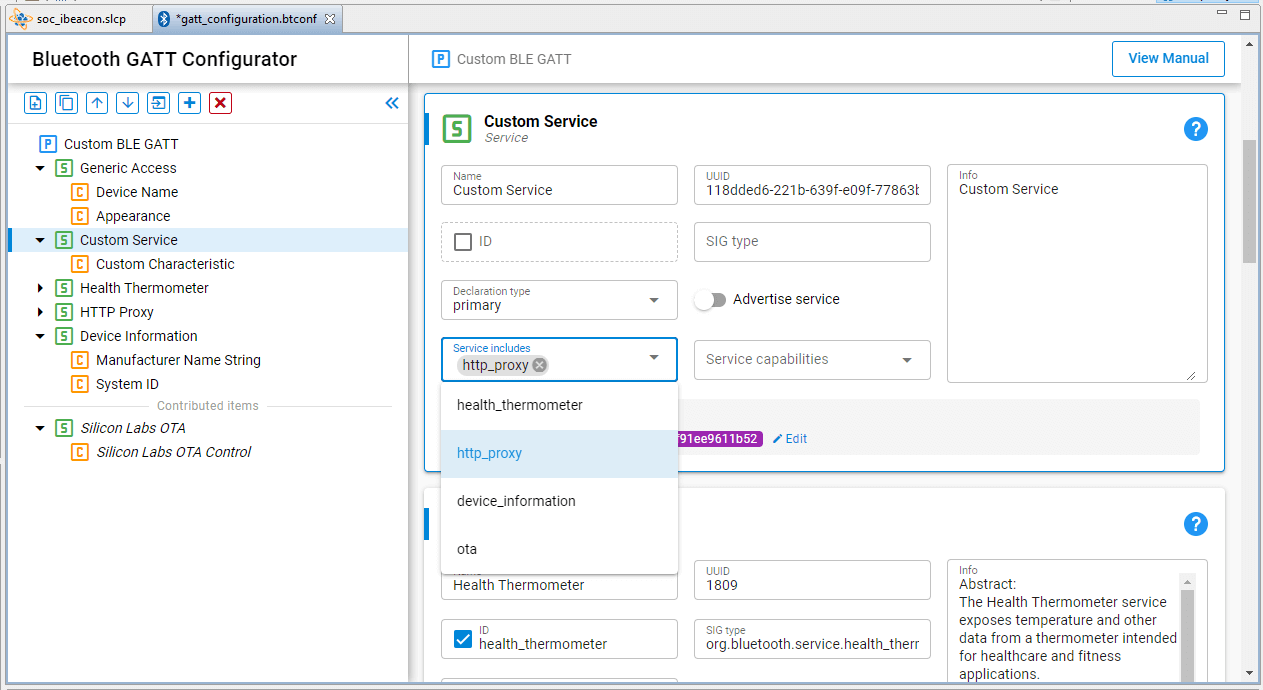 soc_ibeacon.slcp
*gatt_configuration.btconf
Bluetooth GATT Configurator
P Custom BLE GATT
View Manual
P Custom BLE GATT
S Generic Access
C Device Name
C Appearance
S Custom Service
C Custom Characteristic
S Health Thermometer
S HTTP Proxy
S Device Information
C Manufacturer Name String
C System ID
Contributed items
S Silicon Labs OTA
C Silicon Labs OTA Control
S Custom Service
Service
?
Name
Custom Service
UUID
118dded6-221b-639f-e09f-77863b
Info
Custom Service
ID
SIG type
Declaration type
primary
Advertise service
Service includes
http_proxy
Service capabilities
health_thermometer
http_proxy
device_information
ota
f91ee9611b52
Edit
?
Health Thermometer
UUID
1809
Info
Abstract:
The Health Thermometer service
exposes temperature and other
data from a thermometer intended
for healthcare and fitness
applications.
ID
health_thermometer
SIG type
org.bluetooth.service.health_therr